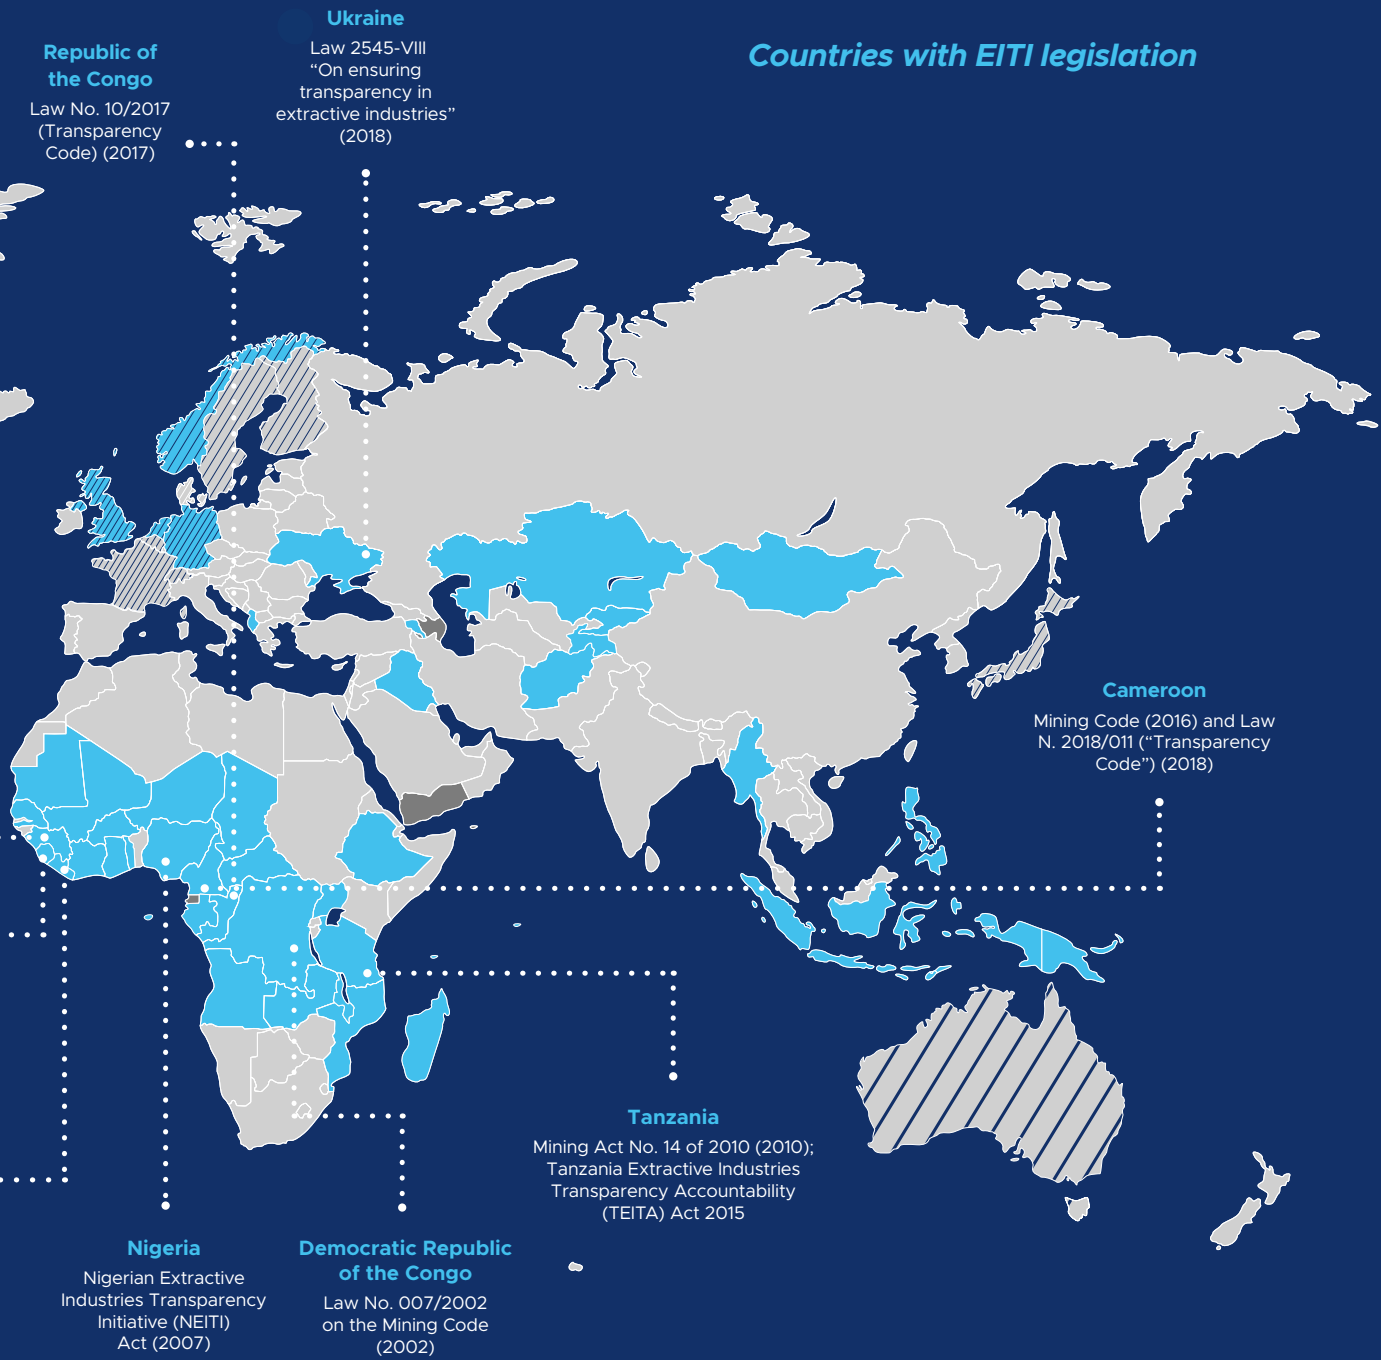 Countries with EITI legislation
Republic of
the Congo
Law No. 10/2017
(Transparency
Code) (2017)
Ukraine
Law 2545-VIII
“On ensuring
transparency in
extractive industries”
(2018)
Cameroon
Mining Code (2016) and Law
N. 2018/011 (“Transparency
Code”) (2018)
Tanzania
Mining Act No. 14 of 2010 (2010);
Tanzania Extractive Industries
Transparency Accountability
(TEITA) Act 2015
Nigeria
Nigerian Extractive
Industries Transparency
Initiative (NEITI)
Act (2007)
Democratic Republic
of the Congo
Law No. 007/2002
on the Mining Code
(2002)